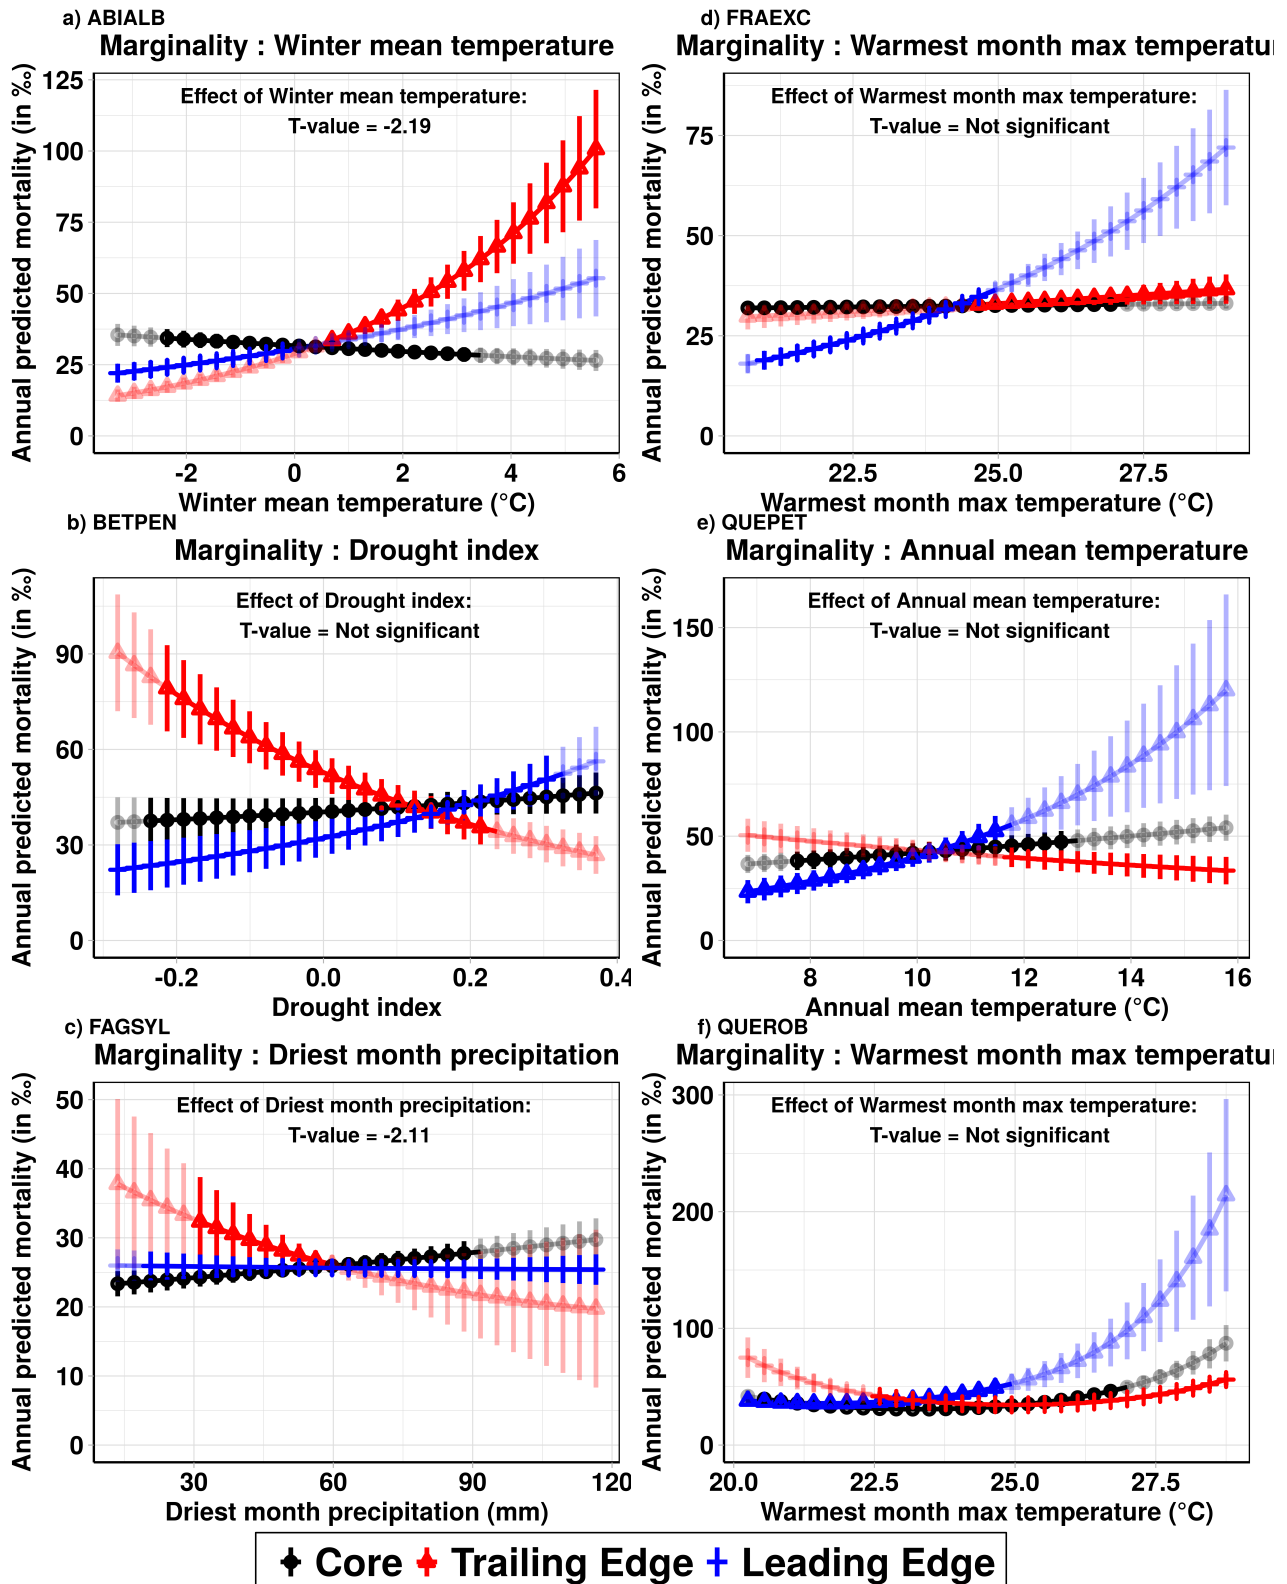 a) ABIALB
Marginality : Winter mean temperature
Effect of Winter mean temperature:
T-value = -2.19
Annual predicted mortality (in ‰)
125
100
75
50
25
0
-2 0 2 4 6
Winter mean temperature (°C)
d) FRAEXC
Marginality : Warmest month max temperatur
Effect of Warmest month max temperature:
T-value = Not significant
Annual predicted mortality (in ‰)
75
50
25
0
22.5 25.0 27.5
Warmest month max temperature (°C)
b) BETPEN
Marginality : Drought index
Effect of Drought index:
T-value = Not significant
Annual predicted mortality (in ‰)
90
60
30
0
-0.2 0.0 0.2 0.4
Drought index
e) QUEPET
Marginality : Annual mean temperature
Effect of Annual mean temperature:
T-value = Not significant
Annual predicted mortality (in ‰)
150
100
50
0
8 10 12 14 16
Annual mean temperature (°C)
c) FAGSYL
Marginality : Driest month precipitation
Effect of Driest month precipitation:
T-value = -2.11
Annual predicted mortality (in ‰)
50
40
30
20
10
0
30 60 90 120
Driest month precipitation (mm)
f) QUEROB
Marginality : Warmest month max temperatur
Effect of Warmest month max temperature:
T-value = Not significant
Annual predicted mortality (in ‰)
300
200
100
0
20.0 22.5 25.0 27.5
Warmest month max temperature (°C)
Core Trailing Edge Leading Edge